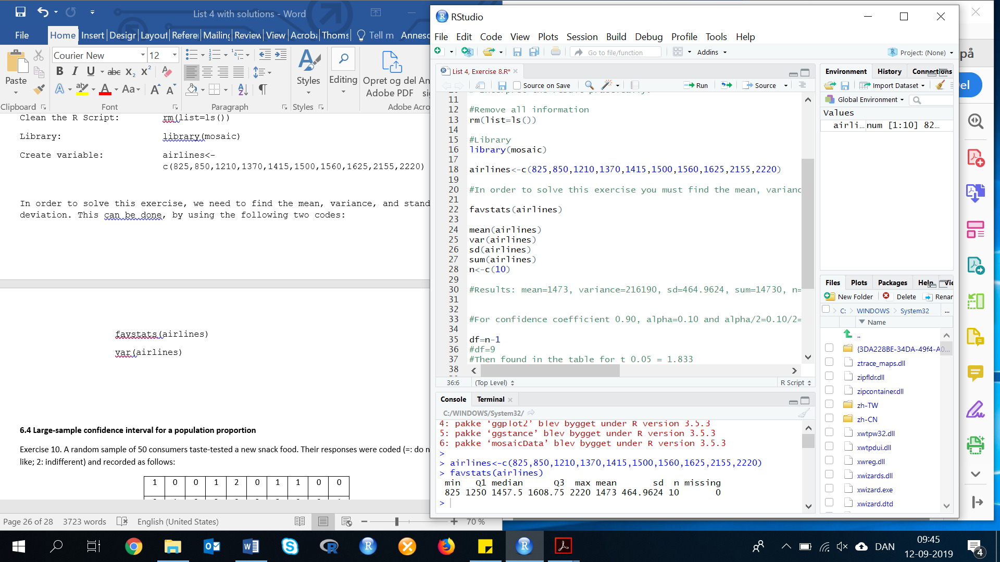 List 4 with solutions - Word
File Home Insert Design Layout Mailin Review View Thoms Tell m
Courier New 12
Paste
Styles
Editing
Opret og del An
Adobe PDF
Clipboard Font Paragraph Styles Adobe Acro
Clean the R Script: rm(list=ls())
Library: library(mosaic)
Create variable: airlines<-
c(825,850,1210,1370,1415,1500,1560,1625,2155,2220)
In order to solve this exercise, we need to find the mean, variance, and stand
deviation. This can be done, by using the following two codes:
favstats(airlines)
var(airlines)
6.4 Large-sample confidence interval for a population proportion
Exercise 10. A random sample of 50 consumers taste-tested a new snack food. Their responses were coded (=: do n
like; 2: indifferent) and recorded as follows:
1 0 0 1 2 0 1 1 0 0
Page 26 of 28 3723 words English (United States) 70 %
RStudio
File Edit Code View Plots Session Build Debug Profile Tools Help
Go to file/function Addins Project: (None)
List 4, Exercise 8.R*
Source on Save Run Source
11
12 #Remove all information
13 rm(list=ls())
14
15 #Library
16 library(mosaic)
17
18 airlines<-c(825,850,1210,1370,1415,1500,1560,1625,2155,2220)
19
20 #In order to solve this exercise you must find the mean, varianc
21
22 favstats(airlines)
23
24 mean(airlines)
25 var(airlines)
26 sd(airlines)
27 sum(airlines)
28 n<-c(10)
29
30 #Results: mean=1473, variance=216190, sd=464.9624, sum=14730, n=
31
32
33 #For confidence coefficient 0.90, alpha=0.10 and alpha/2=0.10/2=
34
35 df=n-1
36 #df=9
37 #Then found in the table for t 0.05 = 1.833
38
36:6 (Top Level) R Script
Console Terminal
C:/WINDOWS/System32/
4: pakke ‘ggplot2’ blev bygget under R version 3.5.3
5: pakke ‘ggstance’ blev bygget under R version 3.5.3
6: pakke ‘mosaicData’ blev bygget under R version 3.5.3
>
> airlines<-c(825,850,1210,1370,1415,1500,1560,1625,2155,2220)
> favstats(airlines)
min Q1 median Q3 max mean sd n missing
825 1250 1457.5 1608.75 2220 1473 464.9624 10 0
>
Environment History Connections
Import Dataset
Global Environment
Values
airli… num [1:10] 82…
Files Plots Packages Help
New Folder Delete Renar
C: WINDOWS System32 ...
Name
..
{3DA228BE-34DA-49f4-A0...
ztrace_maps.dll
zipfldr.dll
zipcontainer.dll
zh-TW
zh-CN
xwtpw32.dll
xwtpdui.dll
xwreg.dll
xwizards.dll
xwizard.exe
xwizard.dtd
på
el
DAN
09:45
12-09-2019
4